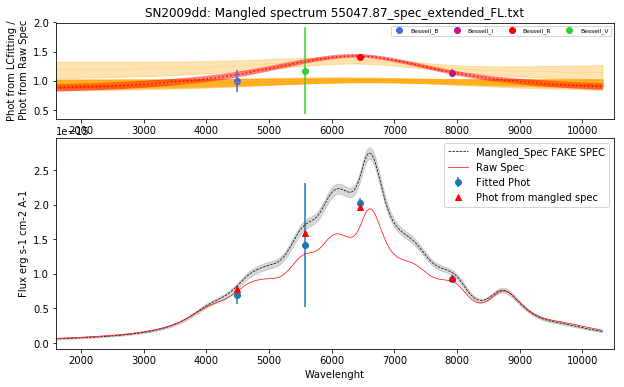 SN2009dd: Mangled spectrum 55047.87_spec_extended_FL.txt
Phot from LCfitting /
Phot from Raw Spec
2.0
1.5
1.0
0.5
Bessell_B
Bessell_I
Bessell_R
Bessell_V
2000 3000 4000 5000 6000 7000 8000 9000 10000
Flux erg s-1 cm-2 A-1
2.5
2.0
1.5
1.0
0.5
0.0
Mangled_Spec FAKE SPEC
Raw Spec
Fitted Phot
Phot from mangled spec
2000 3000 4000 5000 6000 7000 8000 9000 10000
Wavelenght